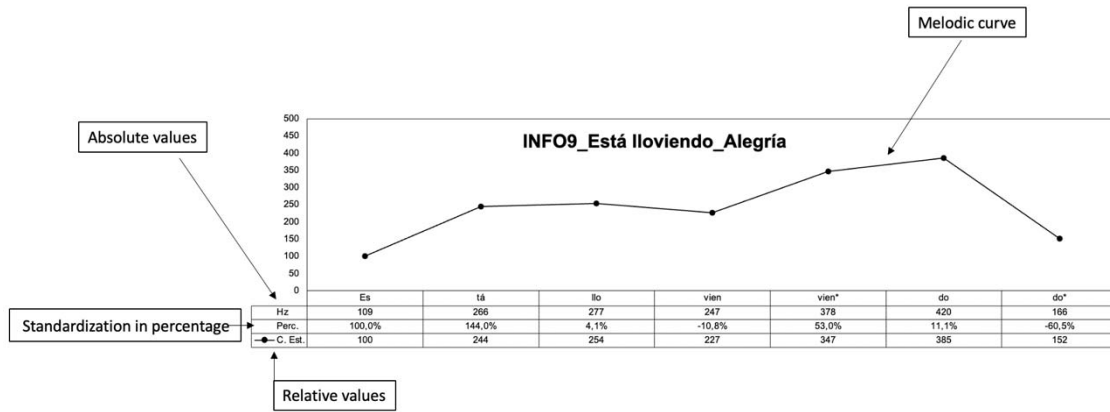 Melodic curve
Absolute values
INFO9_Está lloviendo_Alegría
500
450
400
350
300
250
200
150
100
50
0
Es tá llo vien vien* do do*
Hz 109 266 277 247 378 420 166
Standardization in percentage
Perc. 100,0% 144,0% 4,1% -10,8% 53,0% 11,1% -60,5%
C. Est. 100 244 254 227 347 385 152
Relative values